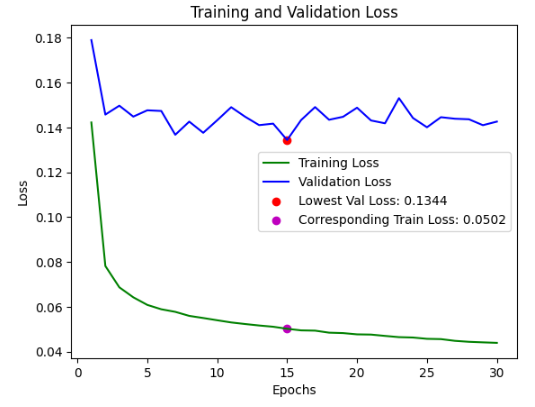 Training and Validation Loss
0.18
0.16
0.14
0.12
0.10
0.08
0.06
0.04
Loss
Training Loss
Validation Loss
Lowest Val Loss: 0.1344
Corresponding Train Loss: 0.0502
0 5 10 15 20 25 30
Epochs